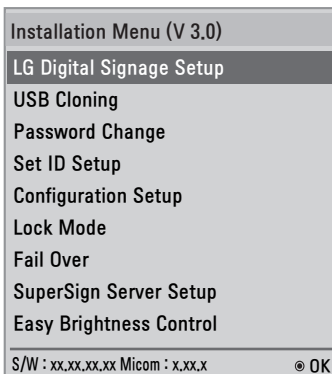 Installation Menu (V 3.0)
LG Digital Signage Setup
USB Cloning
Password Change
Set ID Setup
Configuration Setup
Lock Mode
Fail Over
SuperSign Server Setup
Easy Brightness Control
S/W : xx.xx.xx.xx Micom : x.xx.x ◉ OK